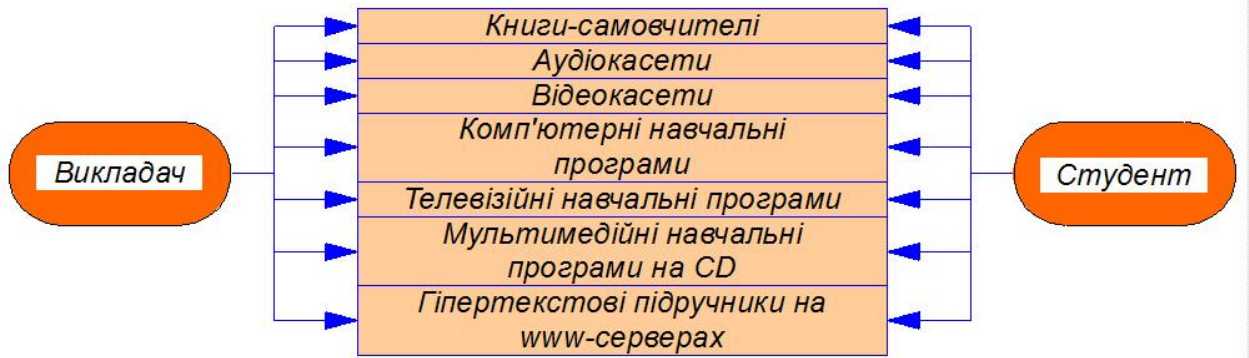 Книги-самовчителі
Аудіокасети
Відеокасети
Комп'ютерні навчальні
програми
Викладач
Студент
Телевізійні навчальні програми
Мультимедійні навчальні
програми на CD
Гіпертекстові підручники на
www-серверах